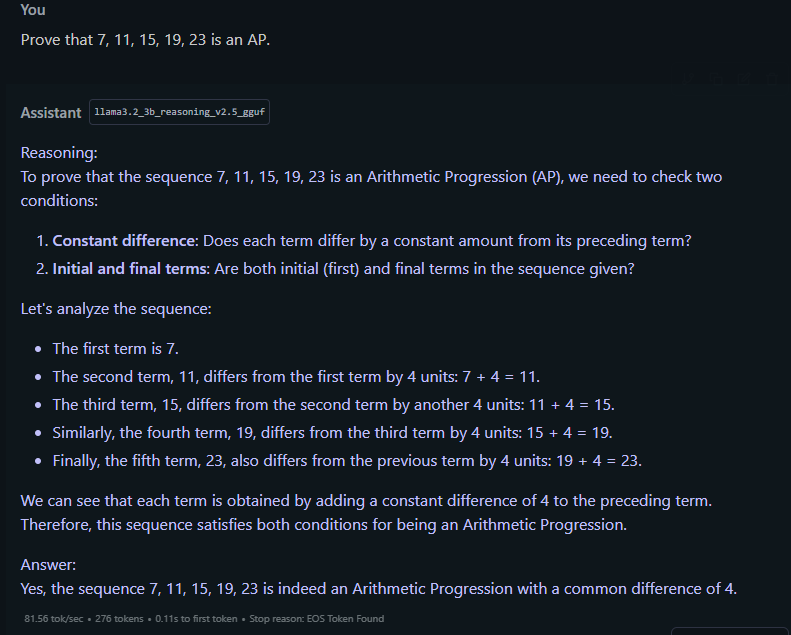 You
Prove that 7, 11, 15, 19, 23 is an AP.
Assistant llama3.2_3b_reasoning_v2.5_gguf
Reasoning:
To prove that the sequence 7, 11, 15, 19, 23 is an Arithmetic Progression (AP), we need to check two
conditions:
1. Constant difference: Does each term differ by a constant amount from its preceding term?
2. Initial and final terms: Are both initial (first) and final terms in the sequence given?
Let's analyze the sequence:
• The first term is 7.
• The second term, 11, differs from the first term by 4 units: 7 + 4 = 11.
• The third term, 15, differs from the second term by another 4 units: 11 + 4 = 15.
• Similarly, the fourth term, 19, differs from the third term by 4 units: 15 + 4 = 19.
• Finally, the fifth term, 23, also differs from the previous term by 4 units: 19 + 4 = 23.
We can see that each term is obtained by adding a constant difference of 4 to the preceding term.
Therefore, this sequence satisfies both conditions for being an Arithmetic Progression.
Answer:
Yes, the sequence 7, 11, 15, 19, 23 is indeed an Arithmetic Progression with a common difference of 4.
81.56 tok/sec • 276 tokens • 0.11s to first token • Stop reason: EOS Token Found